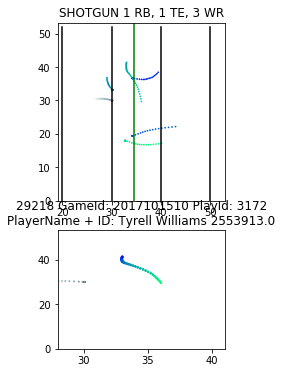 SHOTGUN 1 RB, 1 TE, 3 WR
50
40
30
20
10
0
20 30 40 50
29218 GameId: 2017101510 PlayId: 3172
PlayerName + ID: Tyrell Williams 2553913.0
40
20
0
30 35 40